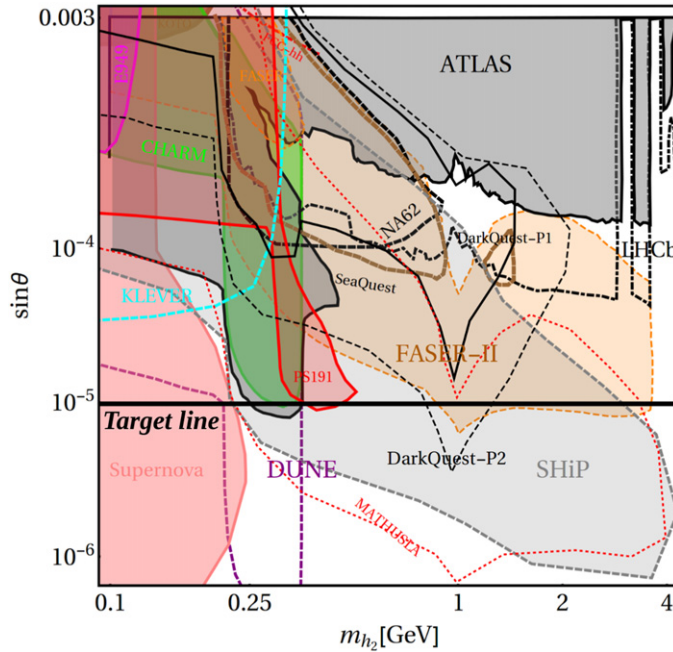 0.003
10⁻⁴
10⁻⁵
10⁻⁶
sinθ
E949
FCC-hh
ATLAS
CHARM
NA62
DarkQuest-P1
LHCb
KLEVER
SeaQuest
FASER-II
PS191
Target line
Supernova
DUNE
DarkQuest-P2
SHiP
MATHUSLA
0.1 0.25 1 2 4
m_{h_2}[GeV]